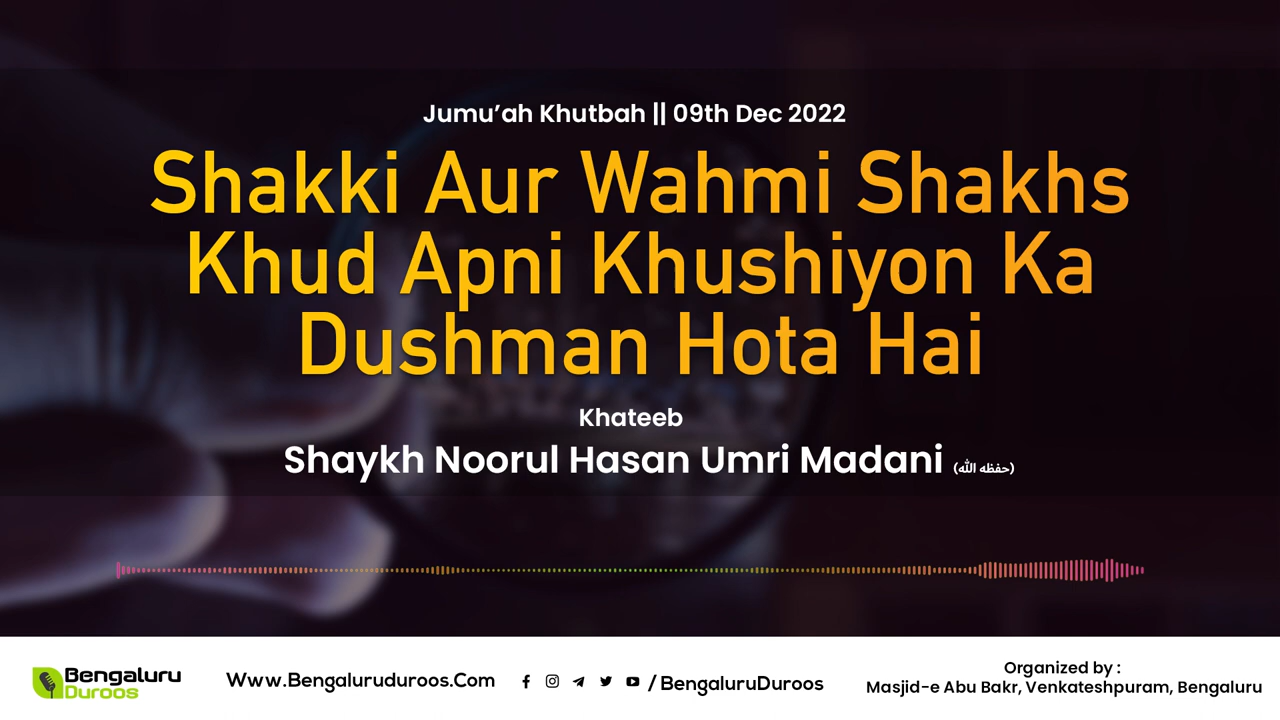 Jumu’ah Khutbah || 09th Dec 2022
Shakki Aur Wahmi Shakhs
Khud Apni Khushiyon Ka
Dushman Hota Hai
Khateeb
Shaykh Noorul Hasan Umri Madani (حفظه الله)
Bengaluru
Duroos
Www.Bengaluruduroos.Com
/BengaluruDuroos
Organized by :
Masjid-e Abu Bakr, Venkateshpuram, Bengaluru